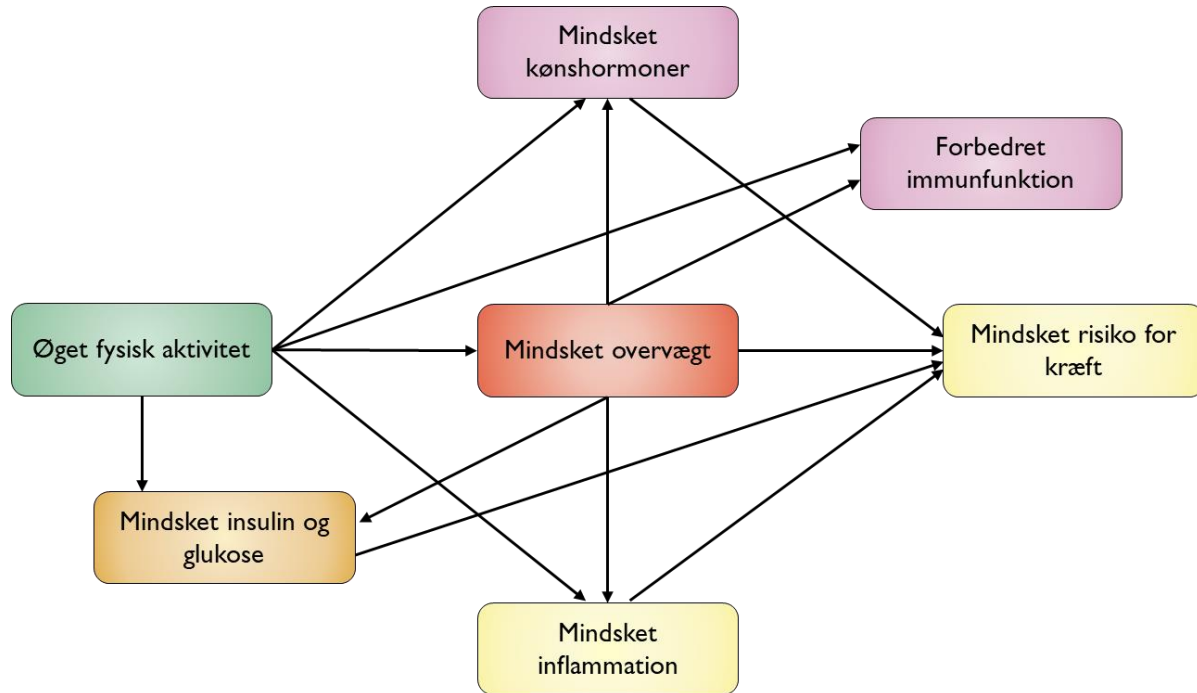 Mindsket
kønshormoner
Forbedret
immunfunktion
Øget fysisk aktivitet
Mindsket overvægt
Mindsket risiko for
kræft
Mindsket insulin og
glukose
Mindsket
inflammation